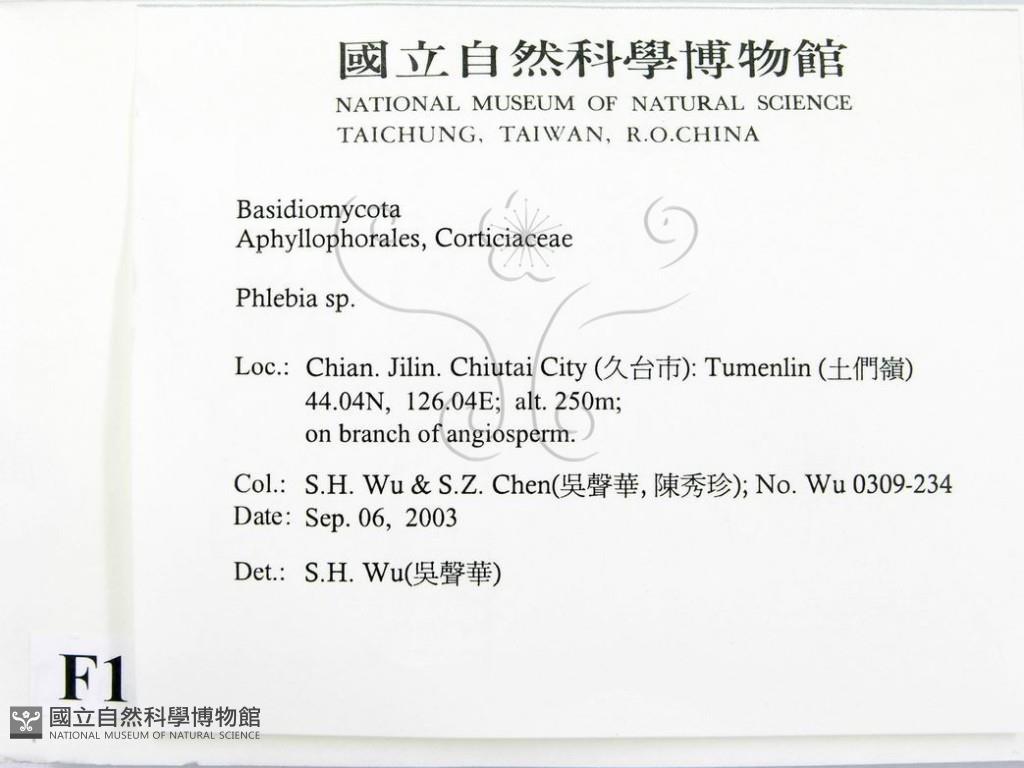 國立自然科學博物館
NATIONAL MUSEUM OF NATURAL SCIENCE
TAICHUNG, TAIWAN, R.O.CHINA
Basidiomycota
Aphyllophorales, Corticiaceae
Phlebia sp.
Loc.: Chian. Jilin. Chiutai City (久台市): Tumenlin (土們嶺)
44.04N, 126.04E; alt. 250m;
on branch of angiosperm.
Col.: S.H. Wu & S.Z. Chen(吳聲華, 陳秀珍); No. Wu 0309-234
Date: Sep. 06, 2003
Det.: S.H. Wu(吳聲華)
F1
國立自然科學博物館
NATIONAL MUSEUM OF NATURAL SCIENCE